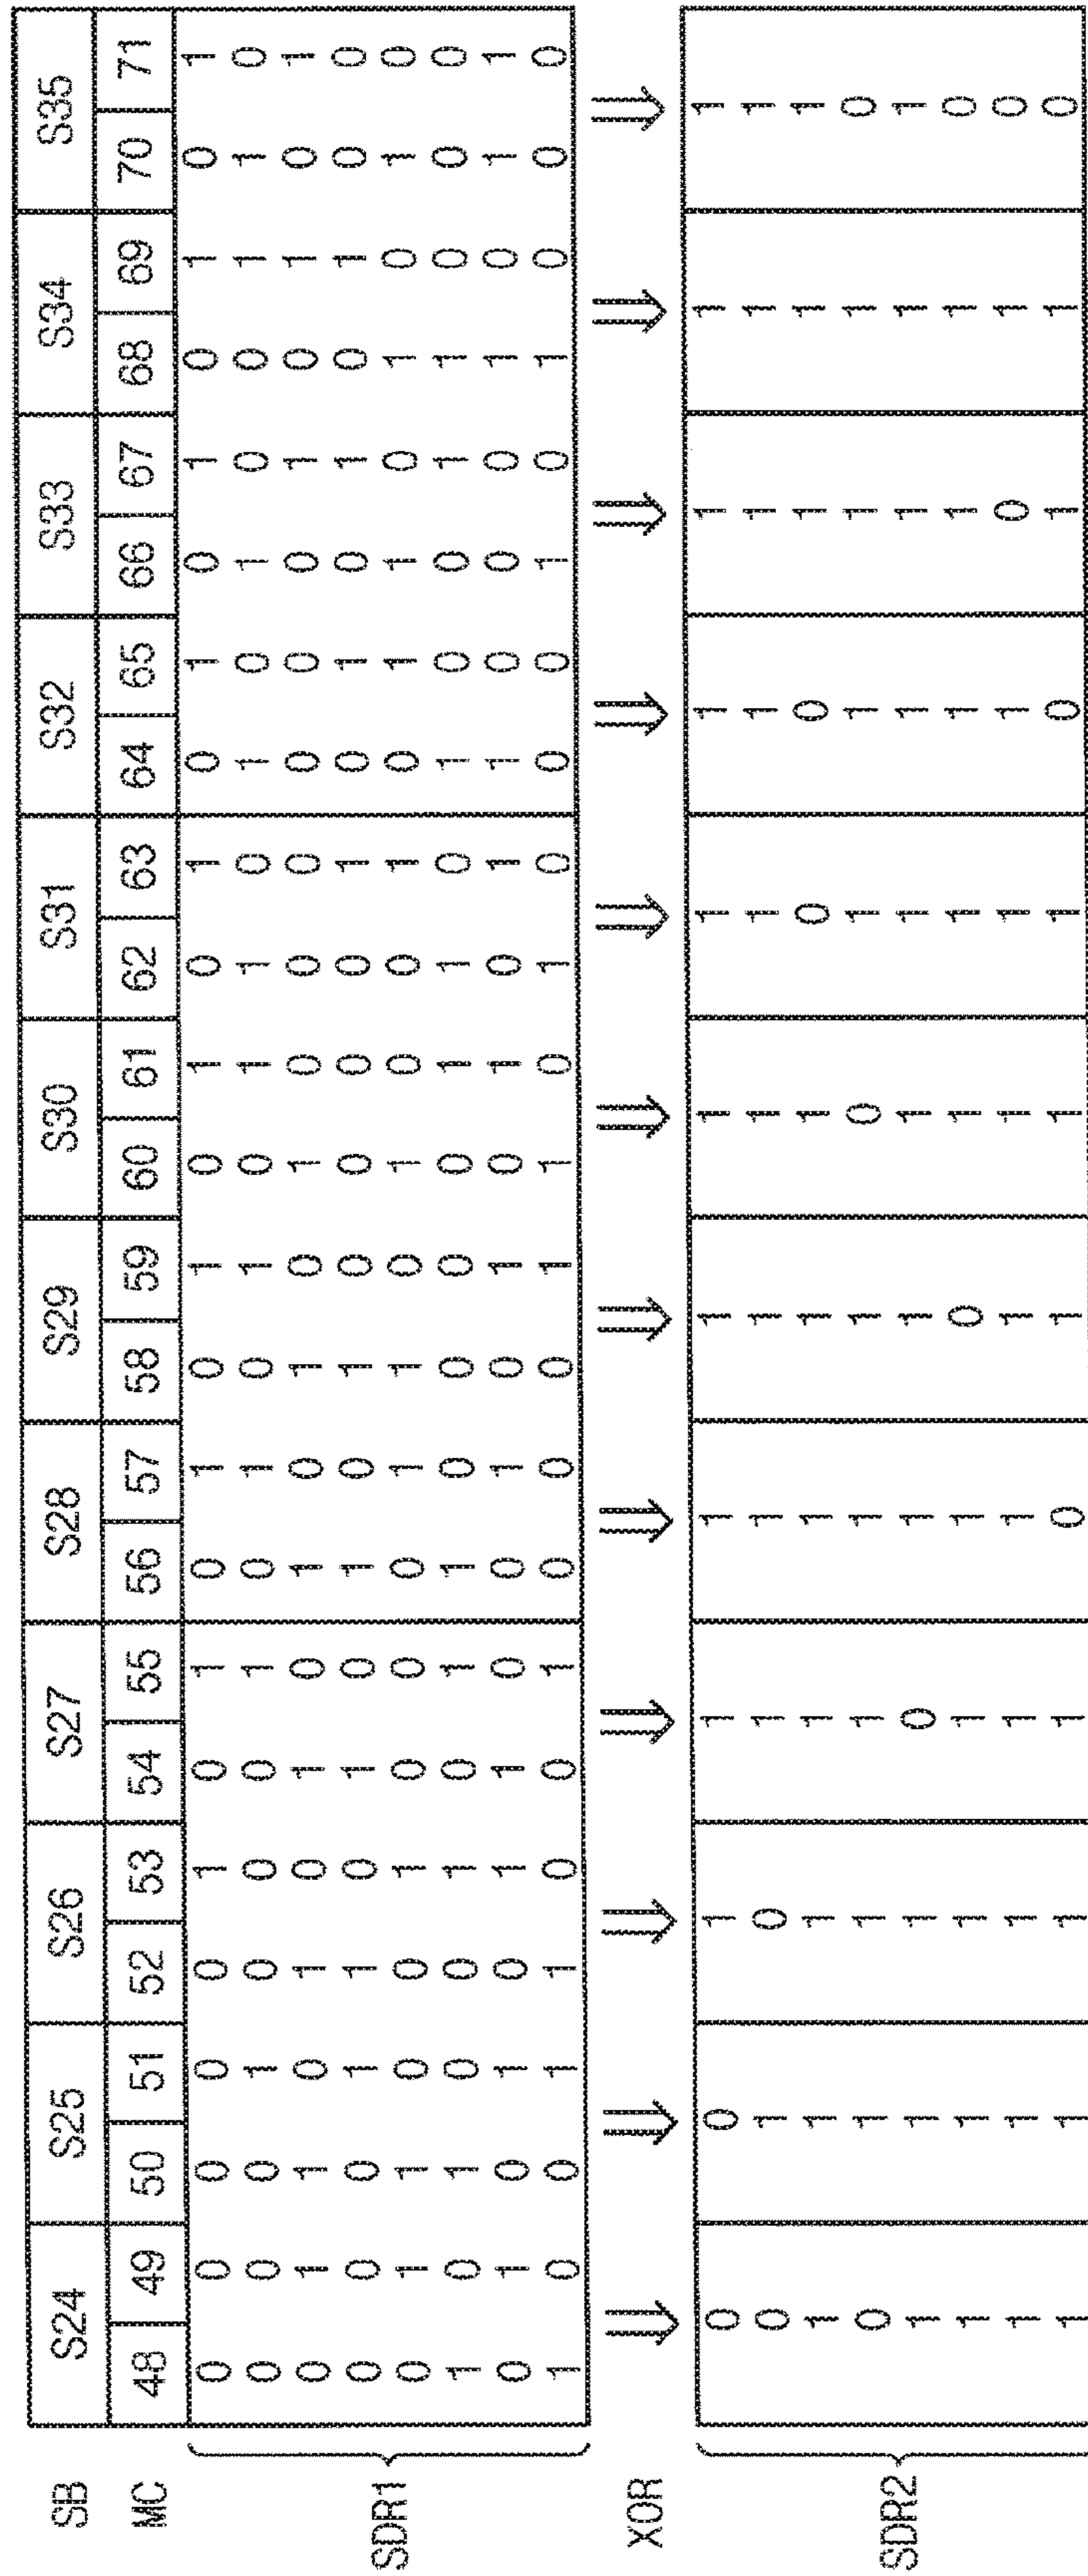 SB S24 S25 S26 S27 S28 S29 S30 S31 S32 S33 S34 S35
MC 48 49 50 51 52 53 54 55 56 57 58 59 60 61 62 63 64 65 66 67 68 69 70 71
0 0 0 0 0 1 0 1 0 1 0 1 0 1 0 1 0 1 0 1 0 1 0 1
0 0 0 1 0 0 0 1 0 1 0 1 0 1 1 0 1 0 1 0 0 1 1 0
0 1 1 0 1 0 1 0 1 0 1 0 1 0 0 0 0 0 0 1 0 1 0 1
0 0 0 1 1 0 1 0 1 0 1 0 0 0 0 1 0 1 0 1 0 1 0 0
SDR1
0 1 1 0 0 1 0 0 0 1 1 0 1 0 0 1 0 1 1 0 1 0 1 0
1 0 1 0 0 1 0 1 1 0 0 0 0 1 1 0 1 0 0 1 1 0 0 0
0 1 0 1 0 1 1 0 0 1 0 1 0 1 0 1 1 0 0 0 1 0 1 1
1 0 0 1 1 0 0 1 0 0 0 1 1 0 1 0 0 0 1 0 1 0 0 0
XOR
0 0 1 1 1 1 1 1 1 1 1 1
0 1 0 1 1 1 1 1 1 1 1 1
1 1 1 1 1 1 1 0 0 1 1 1
0 1 1 1 1 1 0 1 1 1 1 0
SDR2
1 1 1 0 1 1 1 1 1 1 1 1
1 1 1 1 1 0 1 1 1 1 1 0
1 1 1 1 1 1 1 1 1 0 1 0
1 1 1 1 0 1 1 1 0 1 1 0